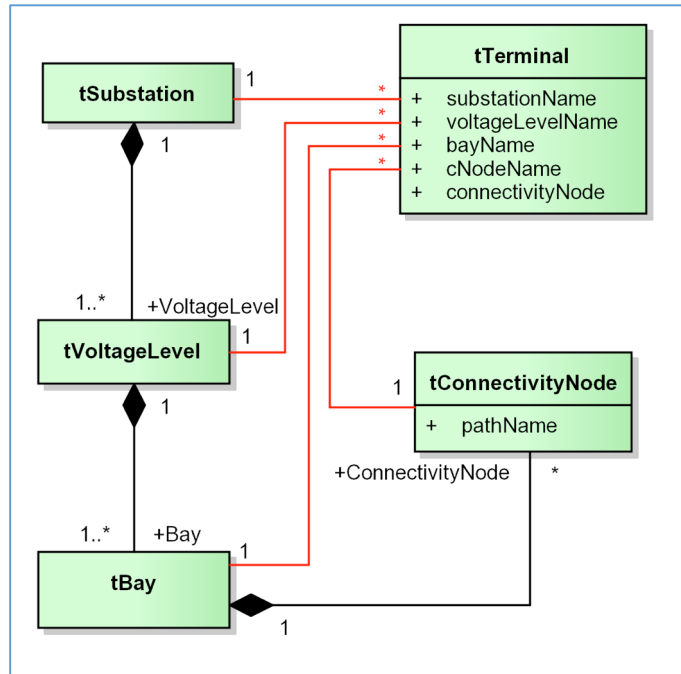 tTerminal
+ substationName
+ voltageLevelName
+ bayName
+ cNodeName
+ connectivityNode
tSubstation
1
*
*
*
*
1
1..*
+VoltageLevel
tVoltageLevel
1
1
tConnectivityNode
+ pathName
1
+ConnectivityNode
*
1..*
+Bay
tBay
1
1